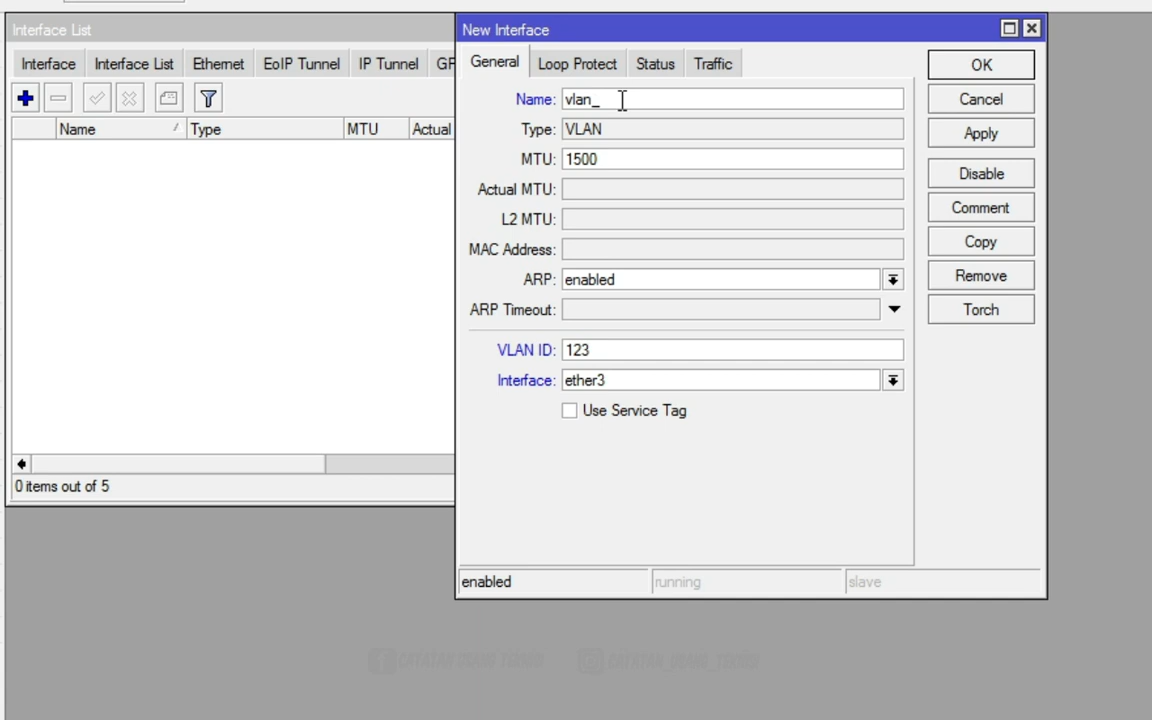 Interface List
Interface Interface List Ethernet EoIP Tunnel IP Tunnel GR
Name Type MTU Actual
0 items out of 5
New Interface
General Loop Protect Status Traffic
Name: vlan_
Type: VLAN
MTU: 1500
Actual MTU:
L2 MTU:
MAC Address:
ARP: enabled
ARP Timeout:
VLAN ID: 123
Interface: ether3
Use Service Tag
OK
Cancel
Apply
Disable
Comment
Copy
Remove
Torch
enabled running slave